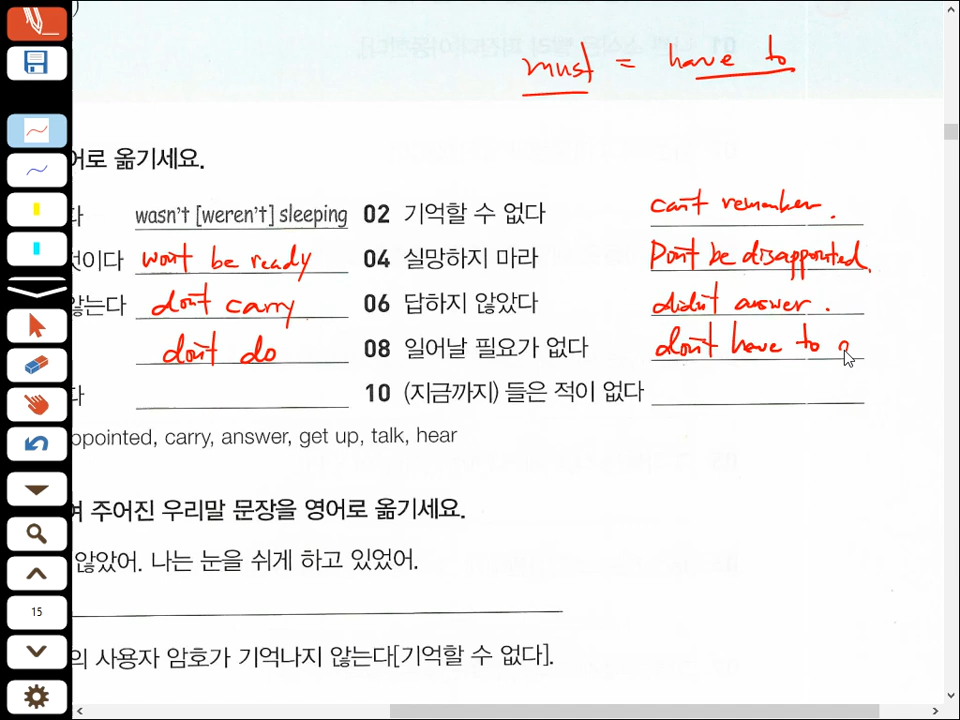 )
must = have to
어로 옮기세요.
다 wasn't [weren't] sleeping 02 기억할 수 없다 can't remember.
것이다 won't be ready 04 실망하지 마라 Don't be disappointed.
않는다 don't carry 06 답하지 않았다 didn't answer.
don't do 08 일어날 필요가 없다 don't have to
다 10 (지금까지) 들은 적이 없다
ppointed, carry, answer, get up, talk, hear
여 주어진 우리말 문장을 영어로 옮기세요.
않았어. 나는 눈을 쉬게 하고 있었어.
15
의 사용자 암호가 기억나지 않는다[기억할 수 없다].